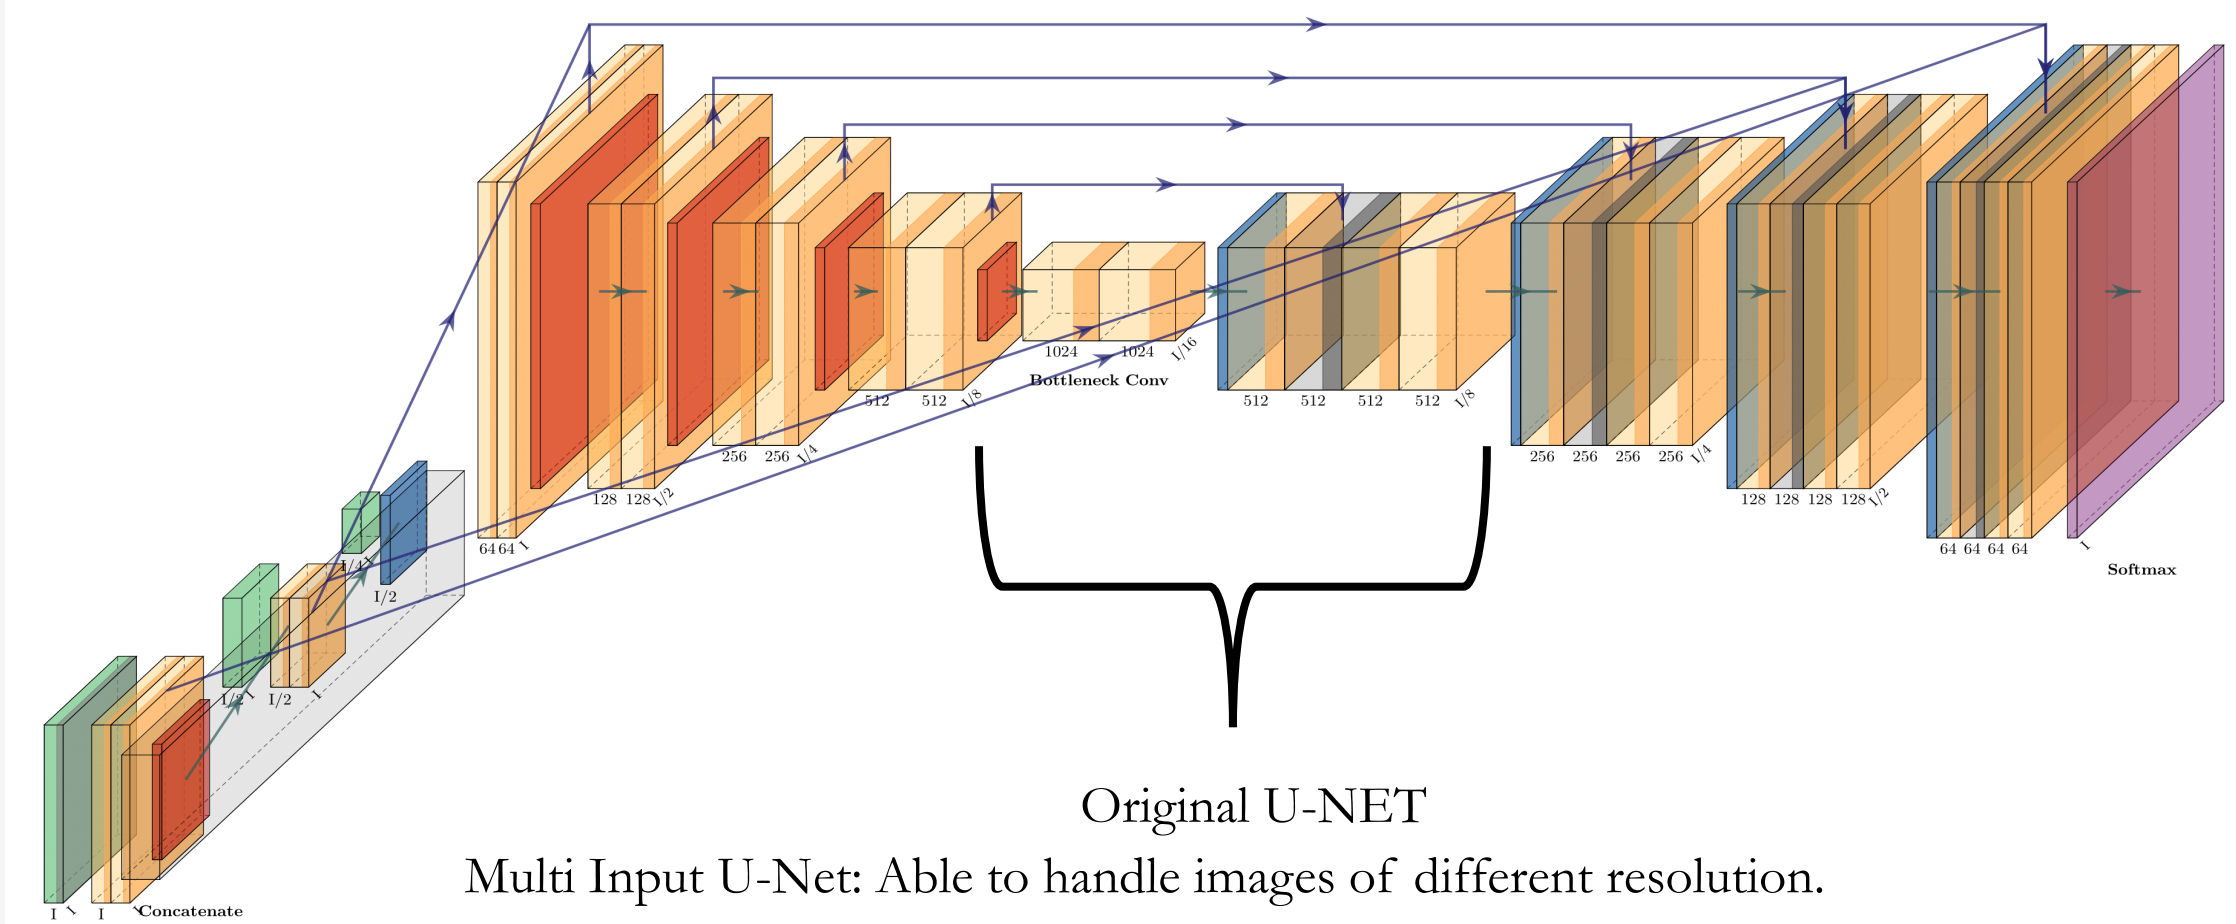 1024
1024
I/16
Bottleneck Conv
512
512
I/8
512
512
512
512
I/8
256
256
I/4
256
256
256
256
I/4
128
128
I/2
128
128
128
128
I/2
64
64
I
64
64
64
64
I
Softmax
I/4
I
I/2
I/2
I
I/2
I
I
I
I
I
Concatenate
Original U-NET
Multi Input U-Net: Able to handle images of different resolution.